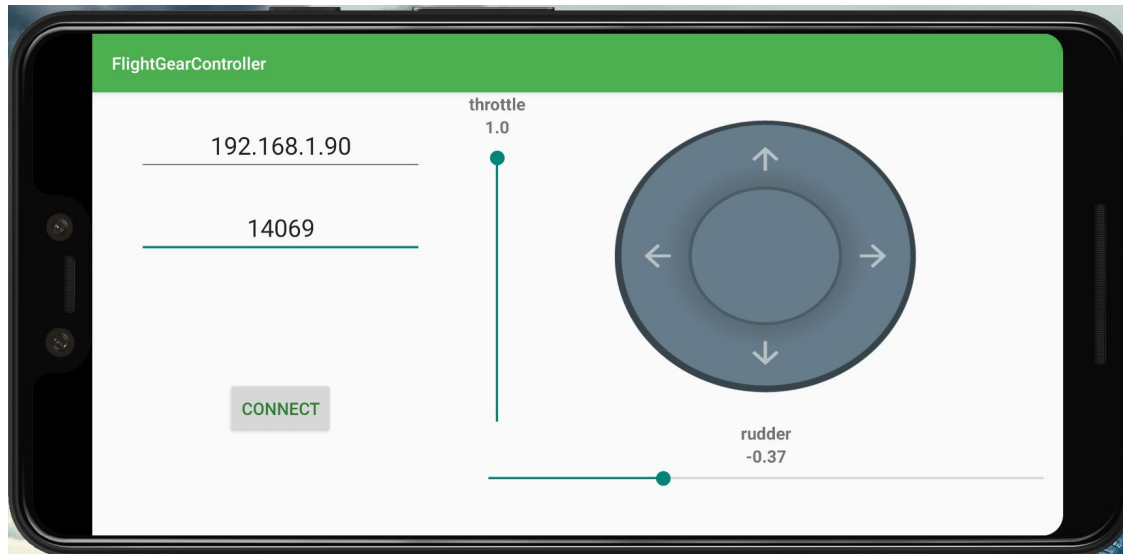 FlightGearController
192.168.1.90
14069
CONNECT
throttle
1.0
rudder
-0.37